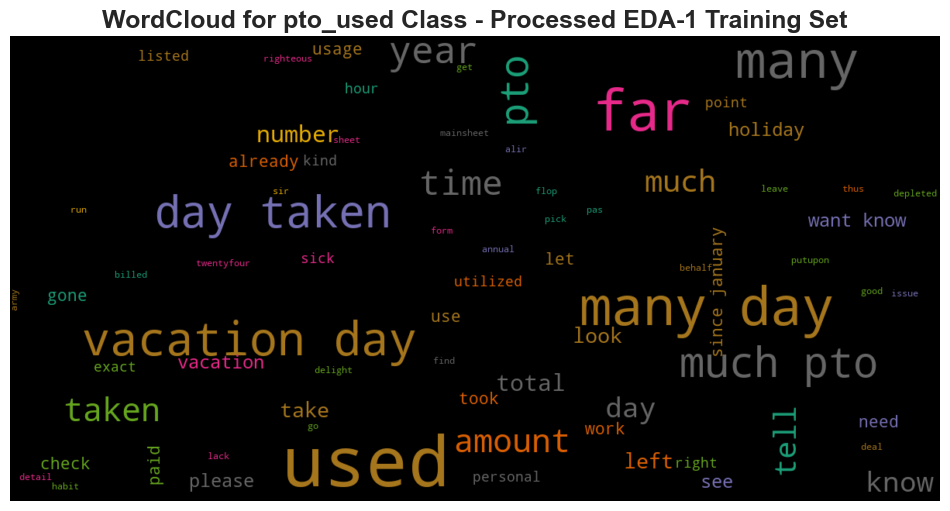 WordCloud for pto_used Class - Processed EDA-1 Training Set
listed
righteous
usage
year
get
pto
many
hour
far
point
holiday
number
sheet
mainsheet
already
kind
alir
sir
time
flop
much
leave
thus
depleted
run
day taken
pick
pas
want know
form
annual
let
twentyfour
sick
behalf
since january
putupon
billed
utilized
gone
army
many day
good
issue
use
vacation day
look
find
exact
vacation
delight
much pto
total
taken
take
go
took
day
amount
work
tell
need
deal
lack
used
check
paid
left
right
detail
habit
please
personal
see
know